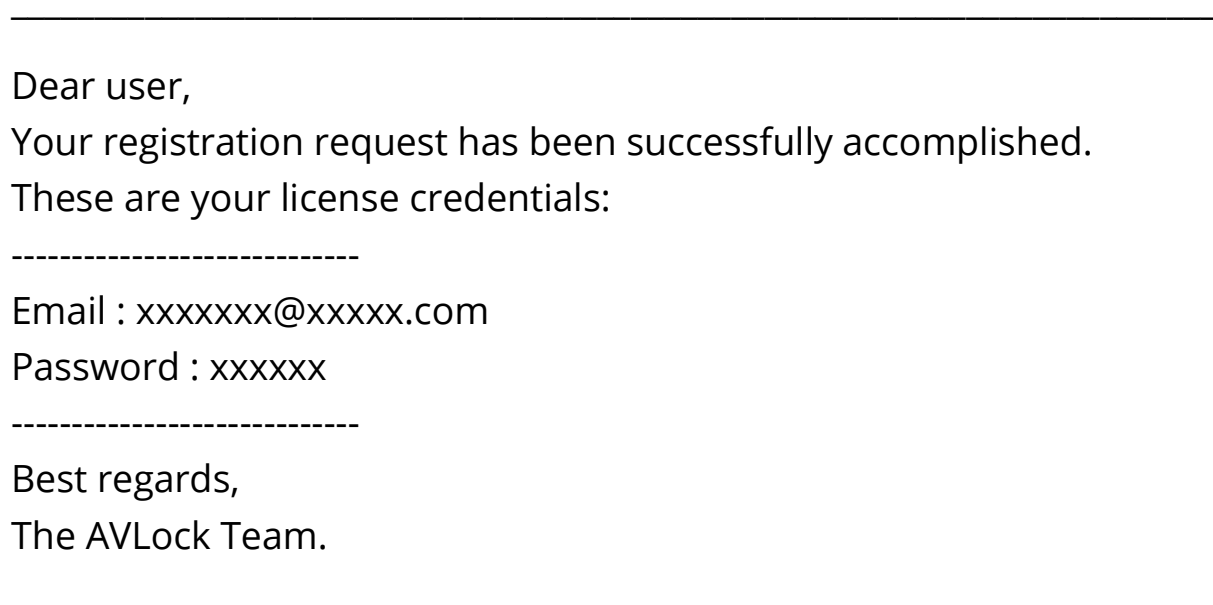 Dear user,
Your registration request has been successfully accomplished.
These are your license credentials:
-----------------------------
Email : xxxxxxx@xxxxx.com
Password : xxxxxx
-----------------------------
Best regards,
The AVLock Team.